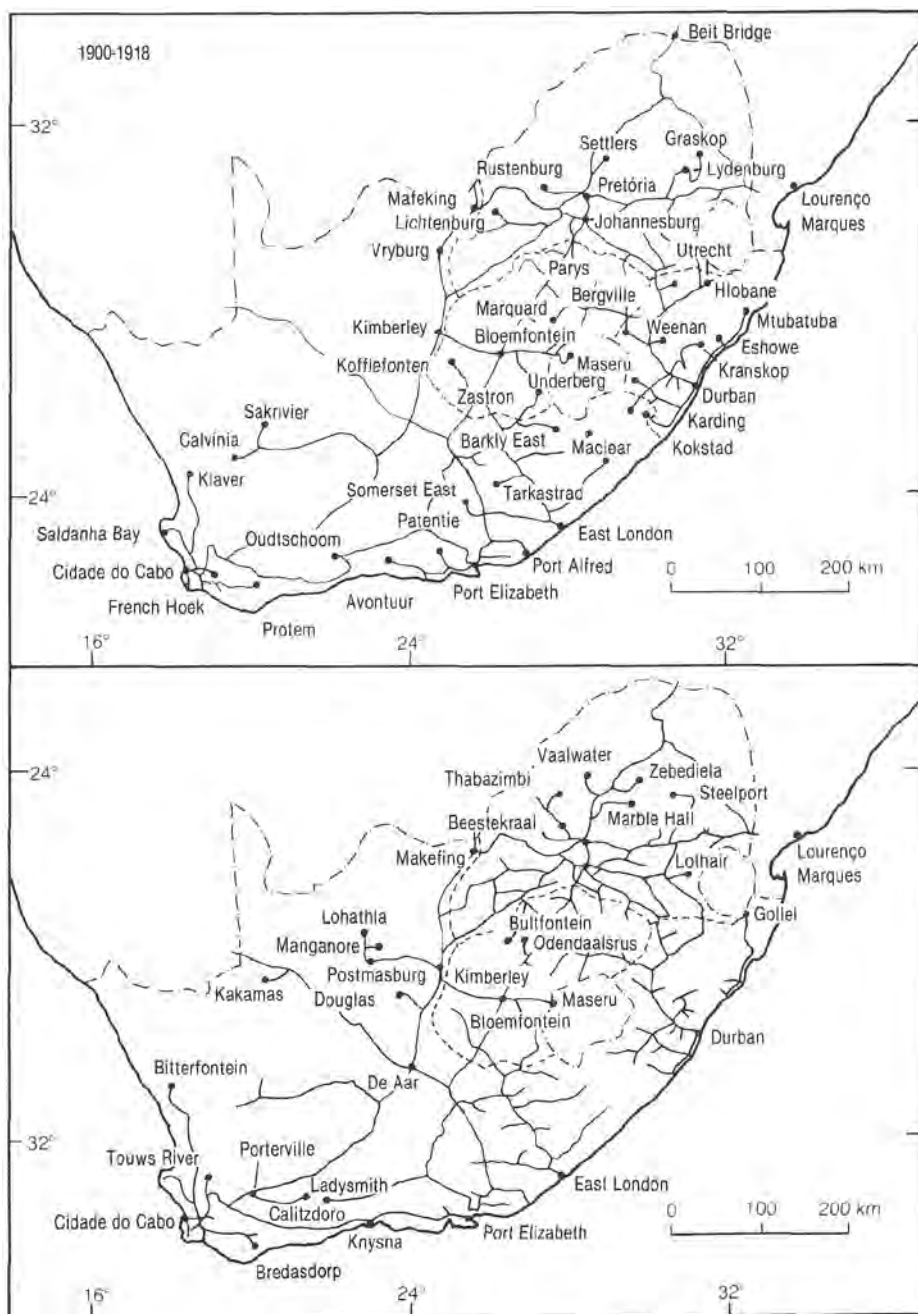 1900-1918
Beit Bridge
32°
Settlers
Graskop
Rustenburg
Lydenburg
Mafeking
Pretória
Lourenço
Marques
Lichtenburg
Johannesburg
Vryburg
Utrecht
Parys
Hlobane
Marquard
Bergville
Mtubatuba
Kimberley
Bloemfontein
Weenan
Eshowe
Koffiefonten
Maseru
Kranskop
Underberg
Durban
Zastron
Sakrivier
Karding
Calvínia
Barkly East
Maclear
Kokstad
Klaver
Somerset East
24°
Tarkastrad
Patentie
Saldanha Bay
Oudtschoom
East London
Cidade do Cabo
Port Alfred
0 100 200 km
French Hoek
Avontuur
Port Elizabeth
Protem
16°
24°
32°
Vaalwater
24°
Thabazimbi
Zebediela
Steelport
Marble Hall
Beestekraal
Makefing
Lolhair
Lourenço
Marques
Lohathla
Bultfontein
Gollel
Manganore
Odendaalsrus
Postmasburg
Kimberley
Kakamas
Douglas
Maseru
Bloemfontein
Durban
Bitterfontein
De Aar
32°
Porterville
Touws River
Ladysmith
East London
Calitzdoro
Cidade do Cabo
Knysna
Port Elizabeth
0 100 200 km
Bredasdorp
16°
24°
32°